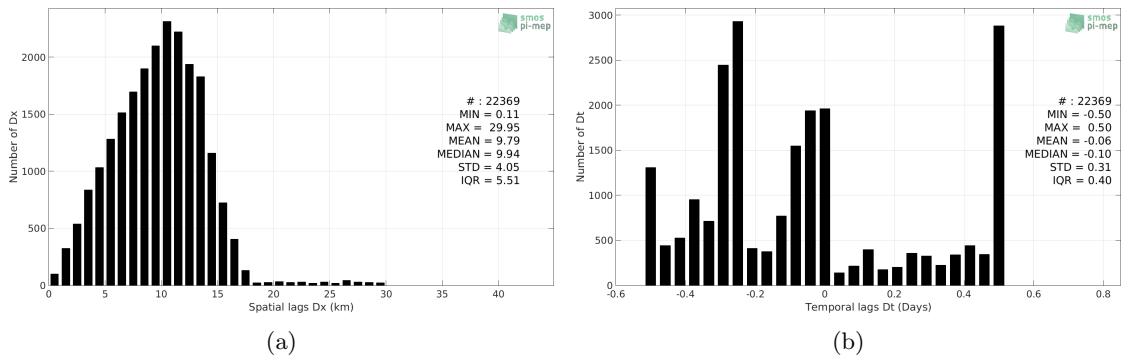 smos
pi-mep
2000
1500
1000
500
0
Number of Dx
# : 22369
MIN = 0.11
MAX = 29.95
MEAN = 9.79
MEDIAN = 9.94
STD = 4.05
IQR = 5.51
0 5 10 15 20 25 30 35 40
Spatial lags Dx (km)
(a)
smos
pi-mep
3000
2500
2000
1500
1000
500
0
Number of Dt
# : 22369
MIN = -0.50
MAX = 0.50
MEAN = -0.06
MEDIAN = -0.10
STD = 0.31
IQR = 0.40
-0.6 -0.4 -0.2 0 0.2 0.4 0.6 0.8
Temporal lags Dt (Days)
(b)